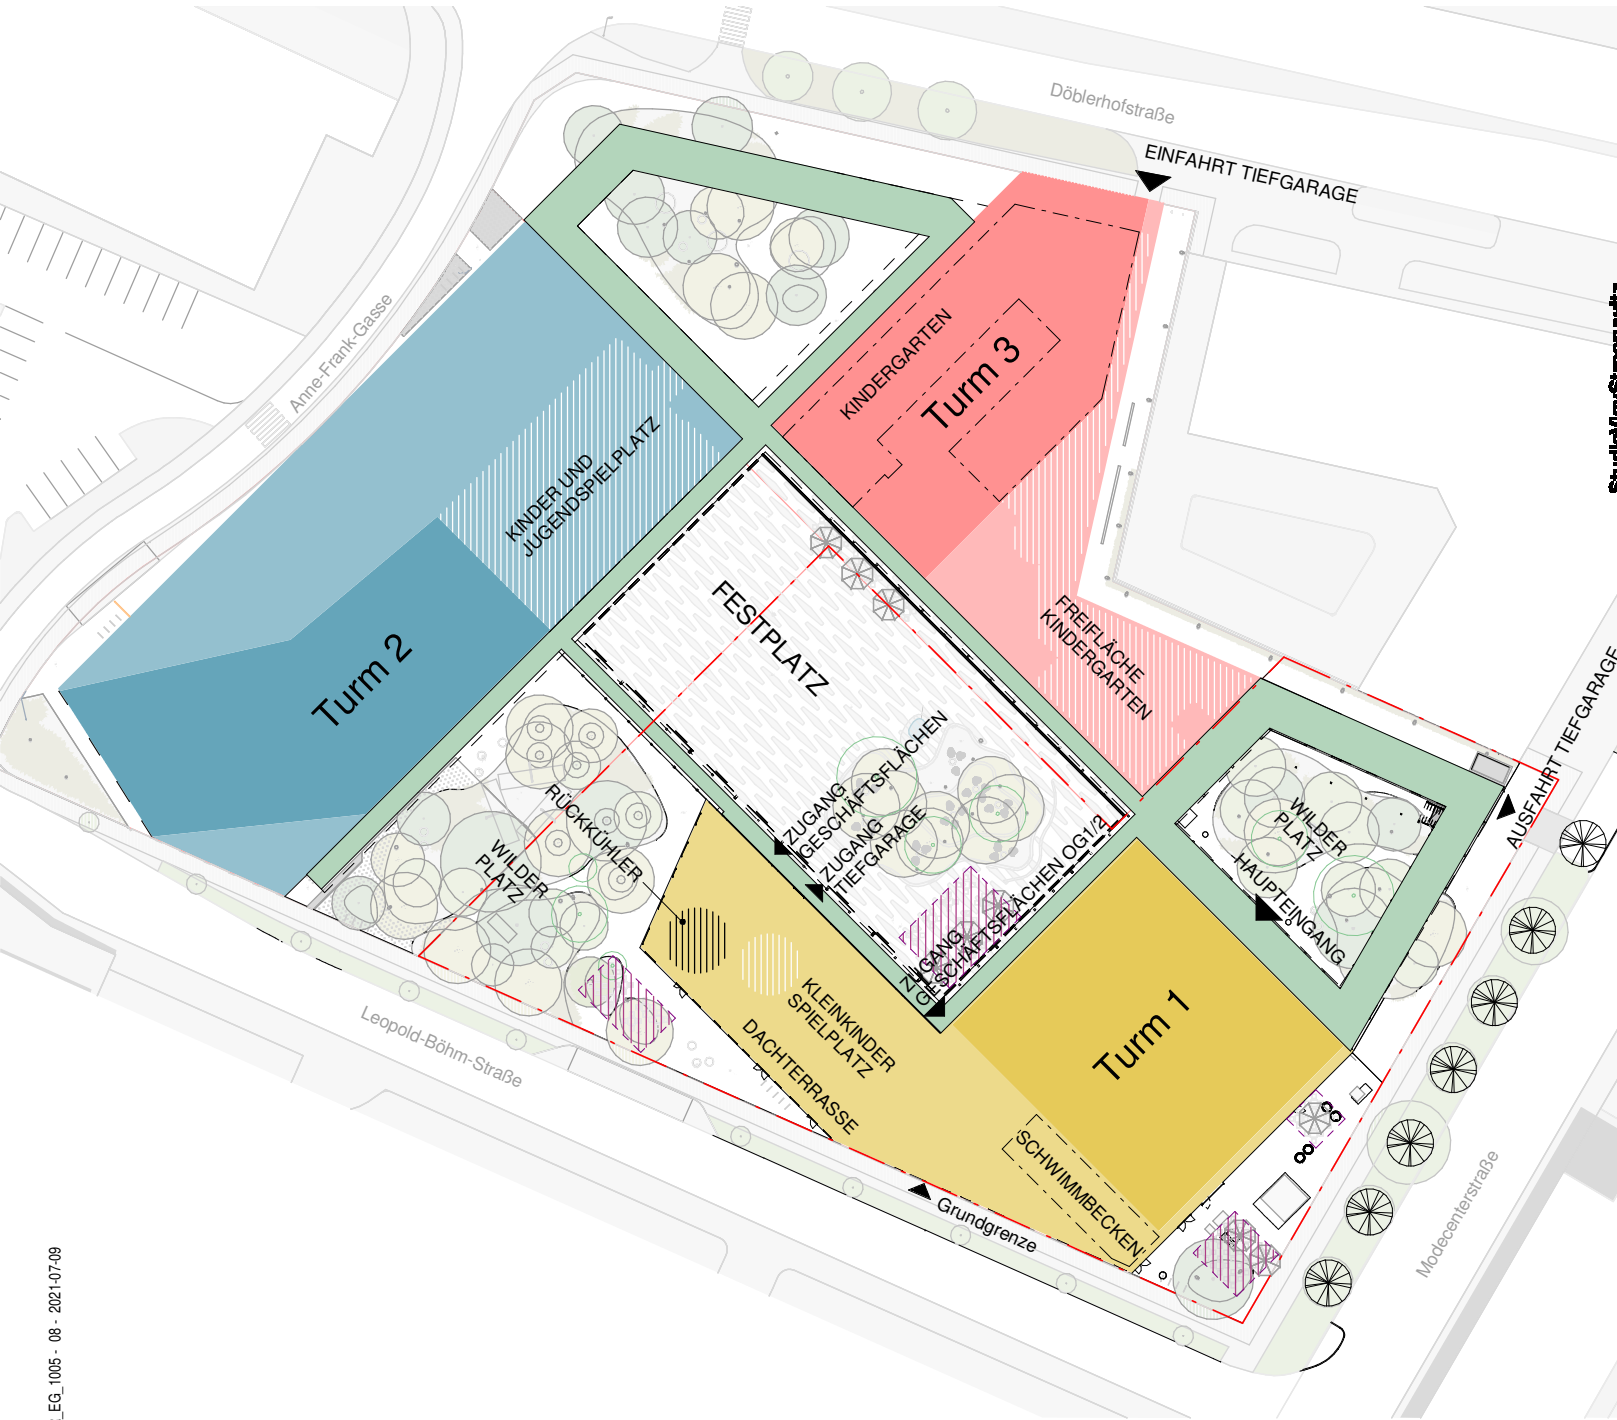 Döblerhofstraße
EINFAHRT TIEFGARAGE
Anne-Frank-Gasse
KINDERGARTEN
Turm 3
KINDER UND
JUGENDSPIELPLATZ
Turm 2
FESTPLATZ
FREIFLÄCHE
KINDERGARTEN
AUSFAHRT TIEFGARAGE
RÜCKKÜHLER
WILDER
PLATZ
ZUGANG
GESCHÄFTSFLÄCHEN
ZUGANG
TIEFGARAGE
ZUGANG
GESCHÄFTSFLÄCHEN OG1/2
WILDER
PLATZ
HAUPTEINGANG
KLEINKINDER
SPIELPLATZ
DACHTERRASSE
Turm 1
SCHWIMMBECKEN
Leopold-Böhm-Straße
Grundgrenze
Modecenterstraße
_EG_1005 - 08 - 2021-07-09